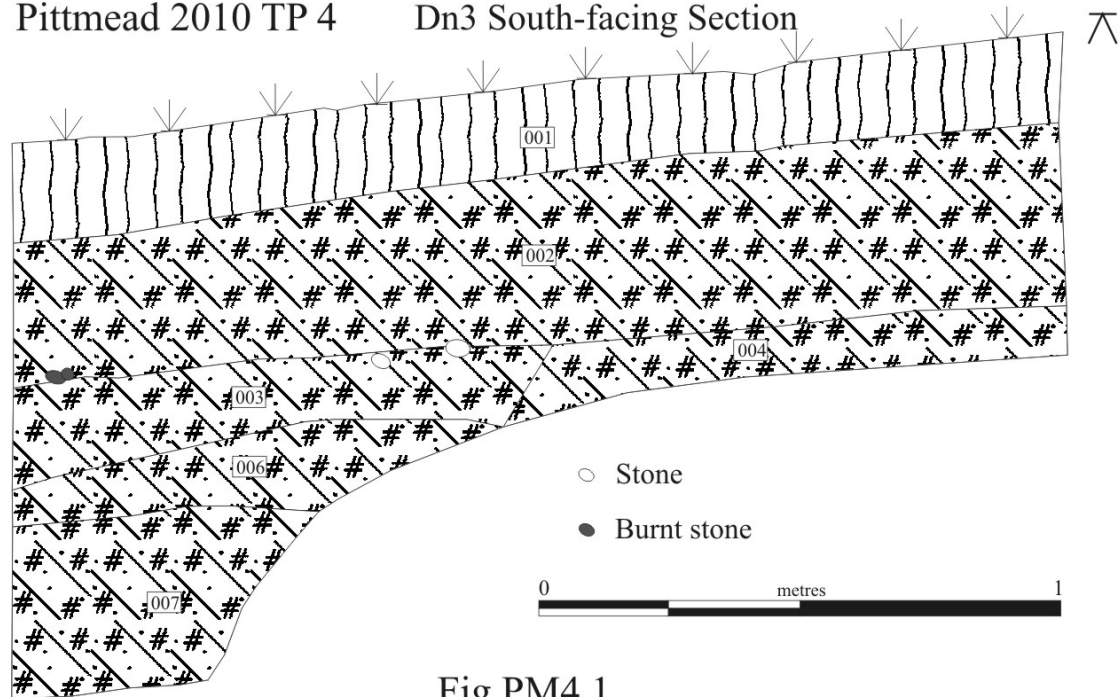 Pittmead 2010 TP 4 Dn3 South-facing Section
001
002
004
003
006
Stone
Burnt stone
007
0 metres 1
Fig PM4.1